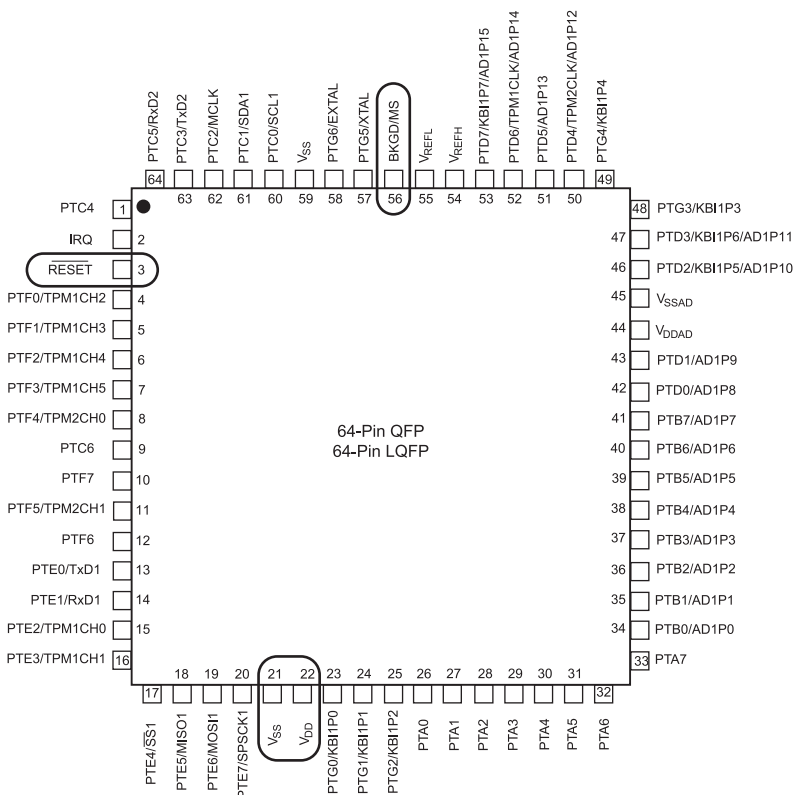 PTC5/RxD2
PTC3/TxD2
PTC2/MCLK
PTC1/SDA1
PTC0/SCL1
VSS
PTG6/EXTAL
PTG5/XTAL
BKGD/MS
VREFL
VREFH
PTD7/KBI1P7/AD1P15
PTD6/TPM1CLK/AD1P14
PTD5/AD1P13
PTD4/TPM2CLK/AD1P12
PTG4/KBI1P4
64 63 62 61 60 59 58 57 56 55 54 53 52 51 50 49
PTC4 1
IRQ 2
RESET 3
PTF0/TPM1CH2 4
PTF1/TPM1CH3 5
PTF2/TPM1CH4 6
PTF3/TPM1CH5 7
PTF4/TPM2CH0 8
PTC6 9
PTF7 10
PTF5/TPM2CH1 11
PTF6 12
PTE0/TxD1 13
PTE1/RxD1 14
PTE2/TPM1CH0 15
PTE3/TPM1CH1 16
64-Pin QFP
64-Pin LQFP
48 PTG3/KBI1P3
47 PTD3/KBI1P6/AD1P11
46 PTD2/KBI1P5/AD1P10
45 VSSAD
44 VDDAD
43 PTD1/AD1P9
42 PTD0/AD1P8
41 PTB7/AD1P7
40 PTB6/AD1P6
39 PTB5/AD1P5
38 PTB4/AD1P4
37 PTB3/AD1P3
36 PTB2/AD1P2
35 PTB1/AD1P1
34 PTB0/AD1P0
33 PTA7
17 18 19 20 21 22 23 24 25 26 27 28 29 30 31 32
PTE4/SS1
PTE5/MISO1
PTE6/MOSI1
PTE7/SPSCK1
VSS
VDD
PTG0/KBI1P0
PTG1/KBI1P1
PTG2/KBI1P2
PTA0
PTA1
PTA2
PTA3
PTA4
PTA5
PTA6